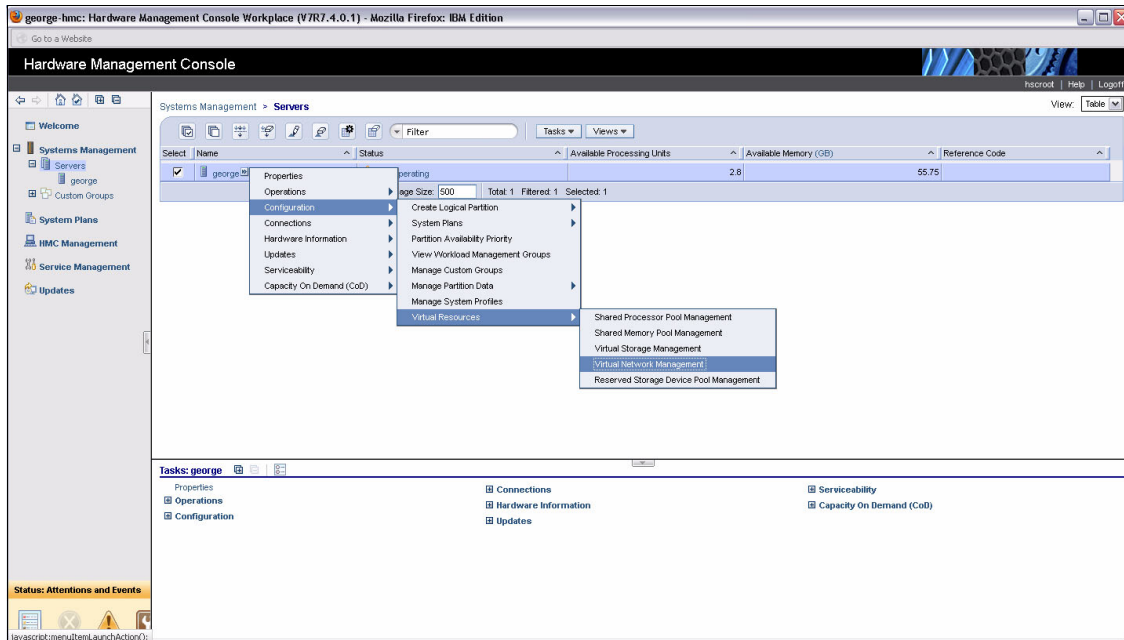 george-hmc: Hardware Management Console Workplace (V7R7.4.0.1) - Mozilla Firefox: IBM Edition
Go to a Website
Hardware Management Console
hscroot | Help | Logoff
Systems Management > Servers
View: Table
Welcome
Systems Management
Servers
george
Custom Groups
System Plans
HMC Management
Service Management
Updates
Filter
Tasks
Views
Select Name Status Available Processing Units Available Memory (GB) Reference Code
george perating 2.8 55.75
age Size: 500 Total: 1 Filtered: 1 Selected: 1
Properties
Operations
Configuration
Connections
Hardware Information
Updates
Serviceability
Capacity On Demand (CoD)
Create Logical Partition
System Plans
Partition Availability Priority
View Workload Management Groups
Manage Custom Groups
Manage Partition Data
Manage System Profiles
Virtual Resources
Shared Processor Pool Management
Shared Memory Pool Management
Virtual Storage Management
Virtual Network Management
Reserved Storage Device Pool Management
Tasks: george
Properties
Operations
Configuration
Connections
Hardware Information
Updates
Serviceability
Capacity On Demand (CoD)
Status: Attentions and Events
javascript:menuItemLaunchAction();